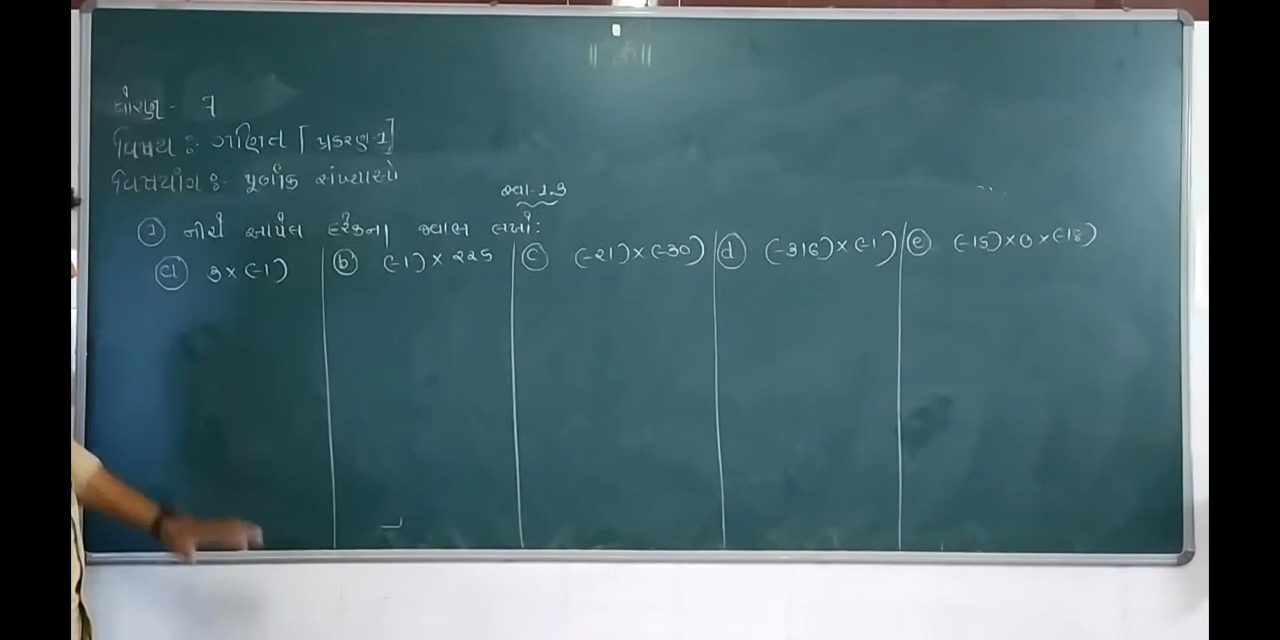 ધોરણ - 7
વિષય :- ગણિત [ પ્રકરણ-1]
વિષયાંગ :- પૂર્ણાંક સંખ્યાઓ
સ્વા-1.3
① નીચે આપેલ દરેકના જવાબ લખો:
ⓐ 3 × (-1) ⓑ (-1) × 225 ⓒ (-21) × (-30) ⓓ (-316) × (-1) ⓔ (-15) × 0 × (-18)